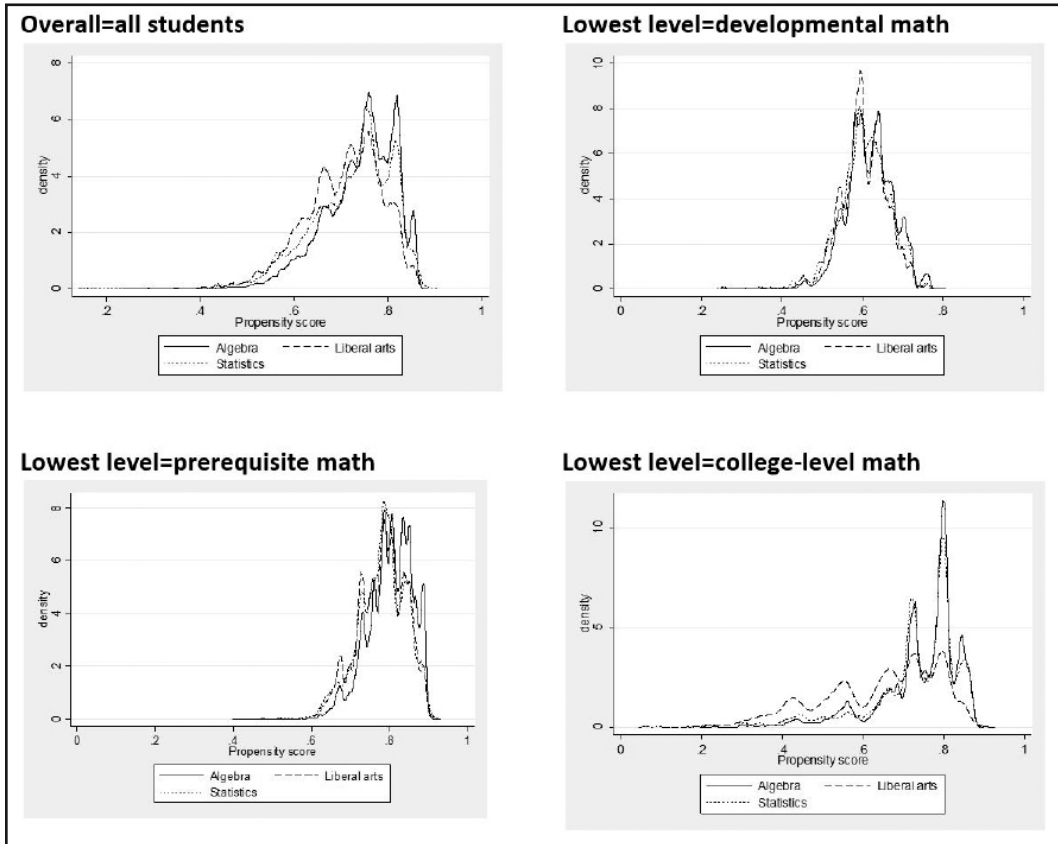 Overall=all students
density
8
6
4
2
0
.2 .4 .6 .8 1
Propensity score
Algebra Liberal arts
Statistics
Lowest level=developmental math
density
10
8
6
4
2
0
0 .2 .4 .6 .8 1
Propensity score
Algebra Liberal arts
Statistics
Lowest level=prerequisite math
density
8
6
4
2
0
0 .2 .4 .6 .8 1
Propensity score
Algebra Liberal arts
Statistics
Lowest level=college-level math
density
10
5
0
0 .2 .4 .6 .8 1
Propensity score
Algebra Liberal arts
Statistics